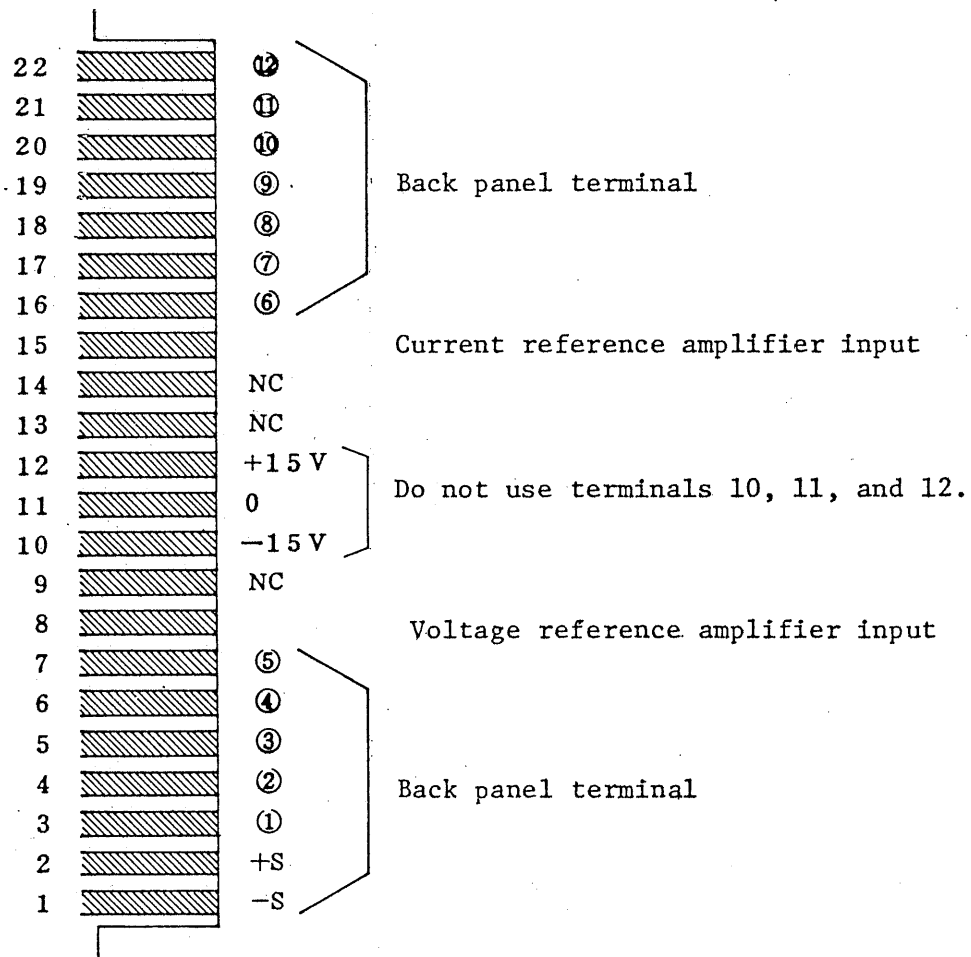 22 ⑫
21 ⑪
20 ⑩
19 ⑨ Back panel terminal
18 ⑧
17 ⑦
16 ⑥
15 Current reference amplifier input
14 NC
13 NC
12 +15V
11 0 Do not use terminals 10, 11, and 12.
10 −15V
9 NC
8 Voltage reference amplifier input
7 ⑤
6 ④
5 ③
4 ② Back panel terminal
3 ①
2 +S
1 −S